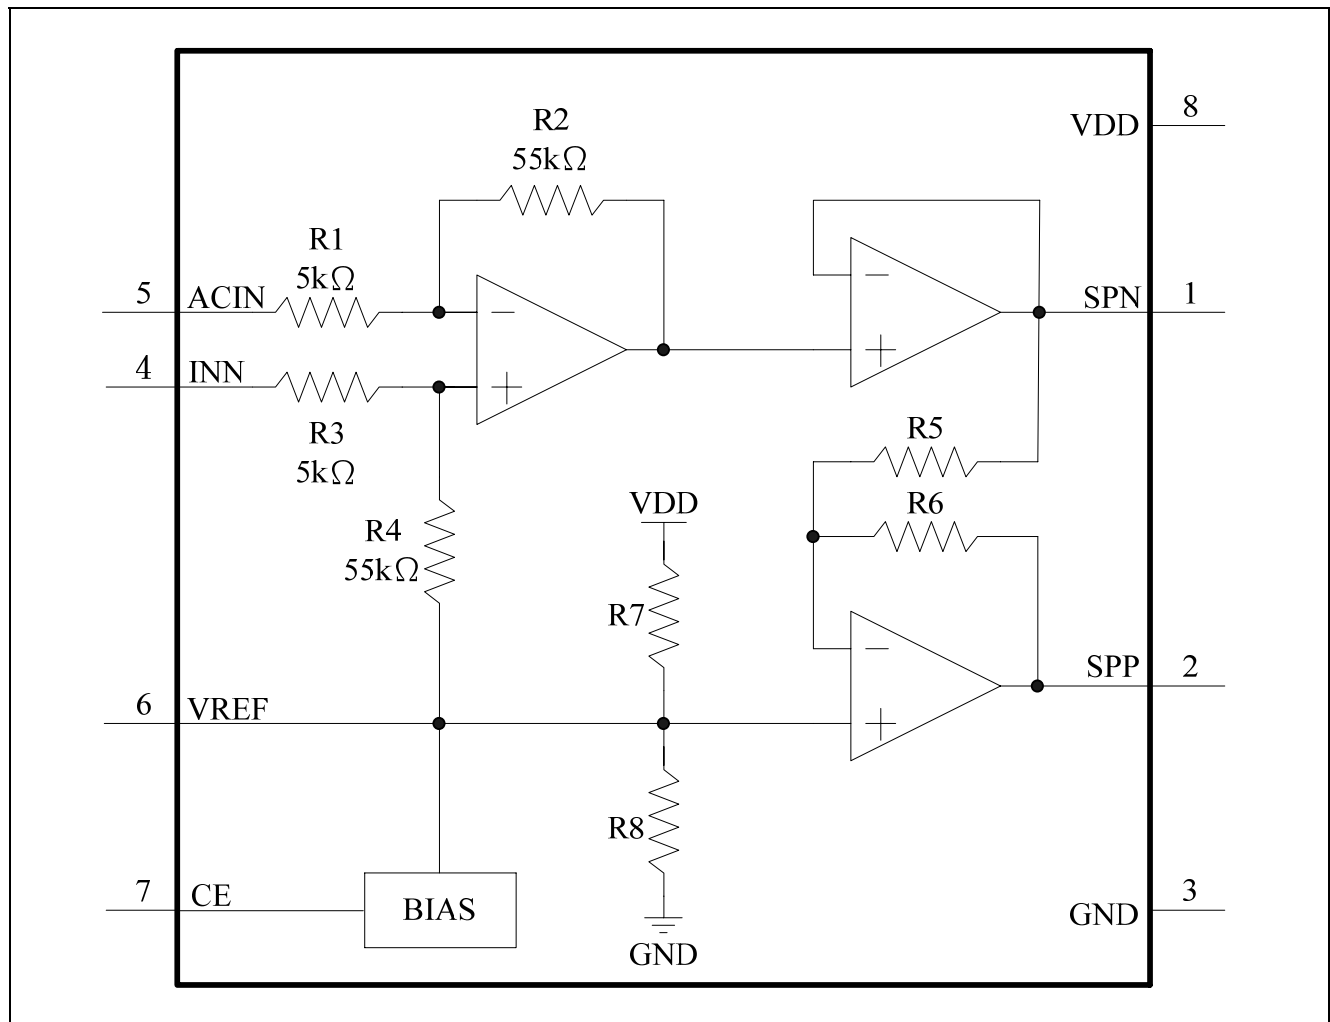 R2
55kΩ
VDD 8
R1
5kΩ
5 ACIN
−
−
SPN 1
4 INN
+
+
R3
5kΩ
R5
VDD
R6
R4
55kΩ
R7
−
SPP 2
6 VREF
+
R8
7 CE
BIAS
GND 3
GND